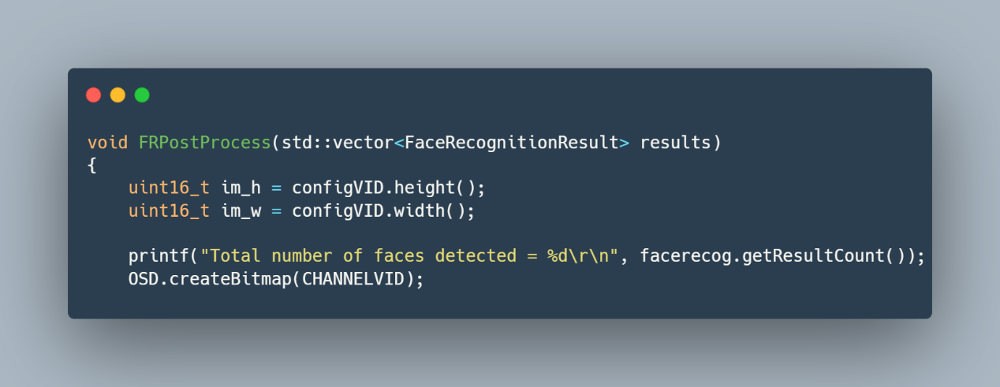 void FRPostProcess(std::vector<FaceRecognitionResult> results)
{
    uint16_t im_h = configVID.height();
    uint16_t im_w = configVID.width();

    printf("Total number of faces detected = %d\r\n", facerecog.getResultCount());
    OSD.createBitmap(CHANNELVID);